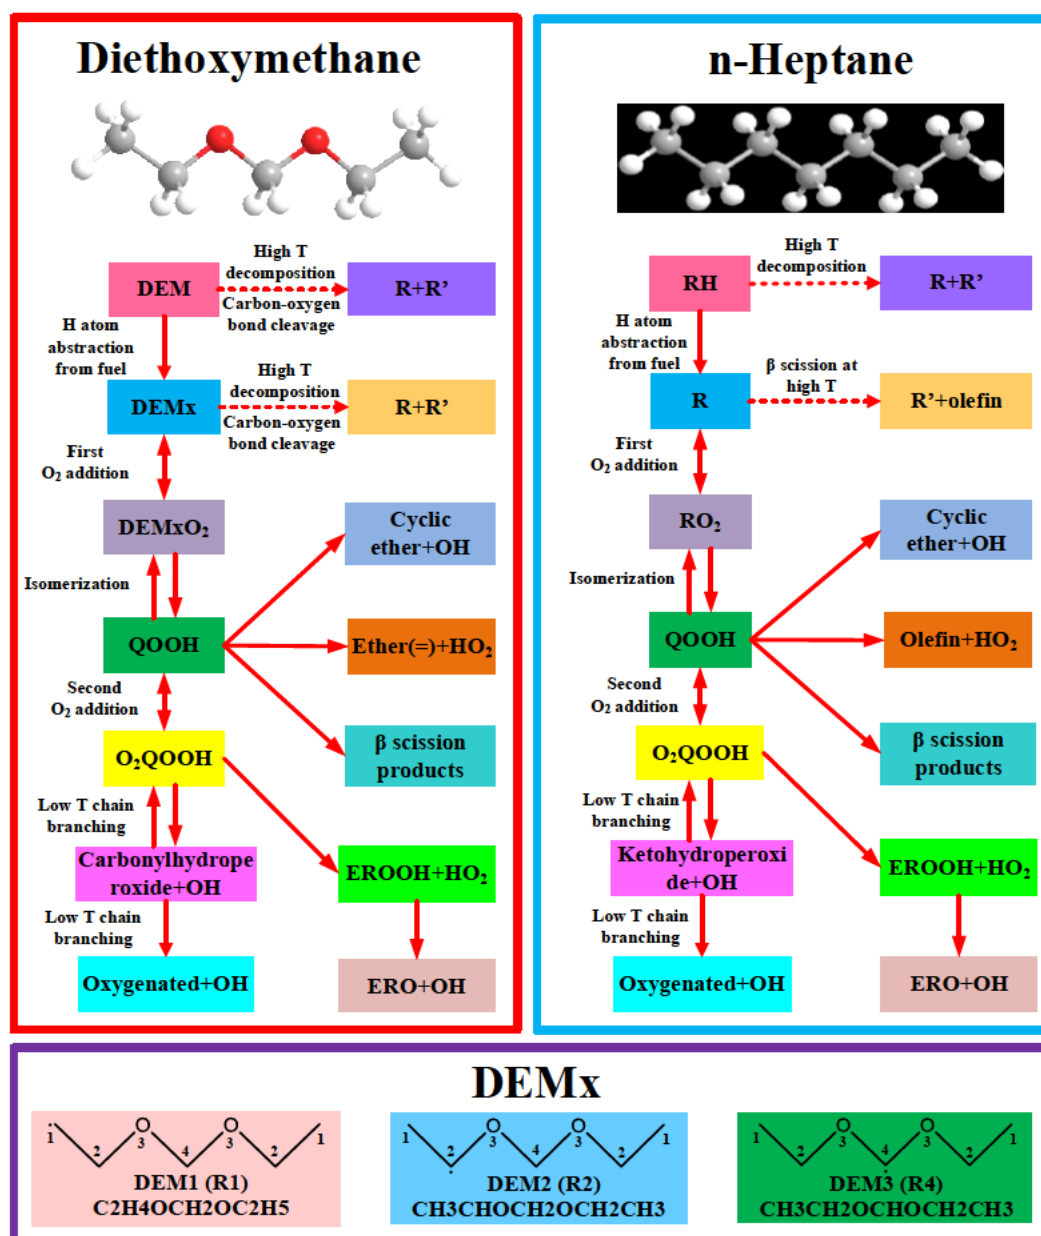 Diethoxymethane
High T
decomposition
DEM
R+R’
Carbon-oxygen
bond cleavage
H atom
abstraction
from fuel
High T
decomposition
DEMx
R+R’
Carbon-oxygen
bond cleavage
First
O₂ addition
DEMxO₂
Cyclic
ether+OH
Isomerization
QOOH
Ether(=)+HO₂
Second
O₂ addition
O₂QOOH
β scission
products
Low T chain
branching
Carbonylhydrope
roxide+OH
EROOH+HO₂
Low T chain
branching
Oxygenated+OH
ERO+OH
n-Heptane
High T
decomposition
RH
R+R’
H atom
abstraction
from fuel
β scission at
high T
R
R’+olefin
First
O₂ addition
RO₂
Cyclic
ether+OH
Isomerization
QOOH
Olefin+HO₂
Second
O₂ addition
O₂QOOH
β scission
products
Low T chain
branching
Ketohydroperoxi
de+OH
EROOH+HO₂
Low T chain
branching
Oxygenated+OH
ERO+OH
DEMx
1 2 O 3 4 O 3 2 1
DEM1 (R1)
C2H4OCH2OC2H5
1 2 O 3 4 O 3 2 1
DEM2 (R2)
CH3CHOCH2OCH2CH3
1 2 O 3 4 O 3 2 1
DEM3 (R4)
CH3CH2OCHOCH2CH3